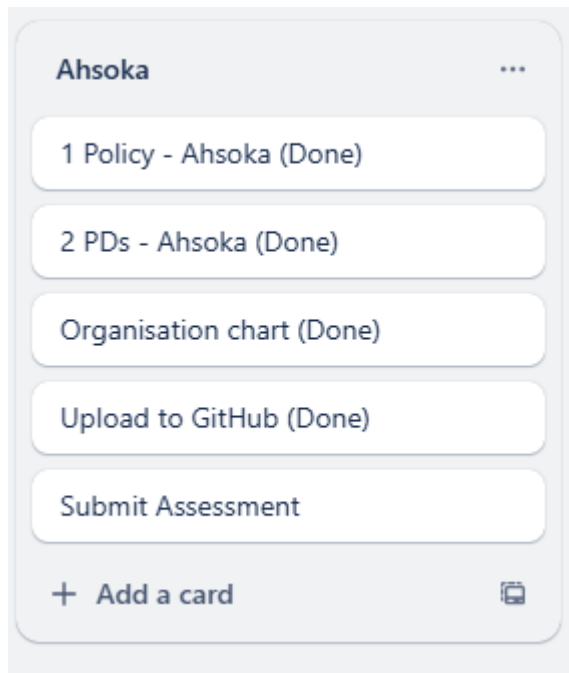 Ahsoka
1 Policy - Ahsoka (Done)
2 PDs - Ahsoka (Done)
Organisation chart (Done)
Upload to GitHub (Done)
Submit Assessment
Add a card